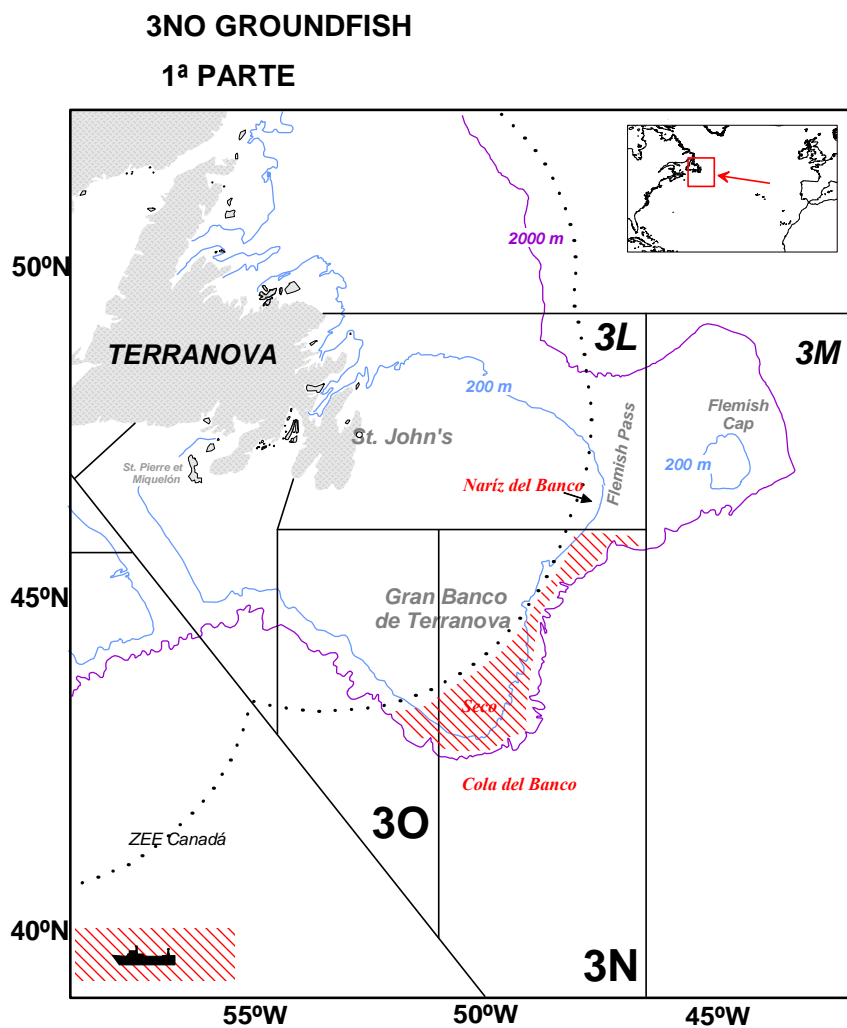 3NO GROUNDFISH
1ª PARTE
50ºN
2000 m
3L
3M
TERRANOVA
200 m
Flemish
Cap
St. John's
Flemish Pass
St. Pierre et
Miquelón
200 m
Naríz del Banco
45ºN
Gran Banco
de Terranova
Seco
Cola del Banco
3O
ZEE Canadá
40ºN
3N
55ºW
50ºW
45ºW